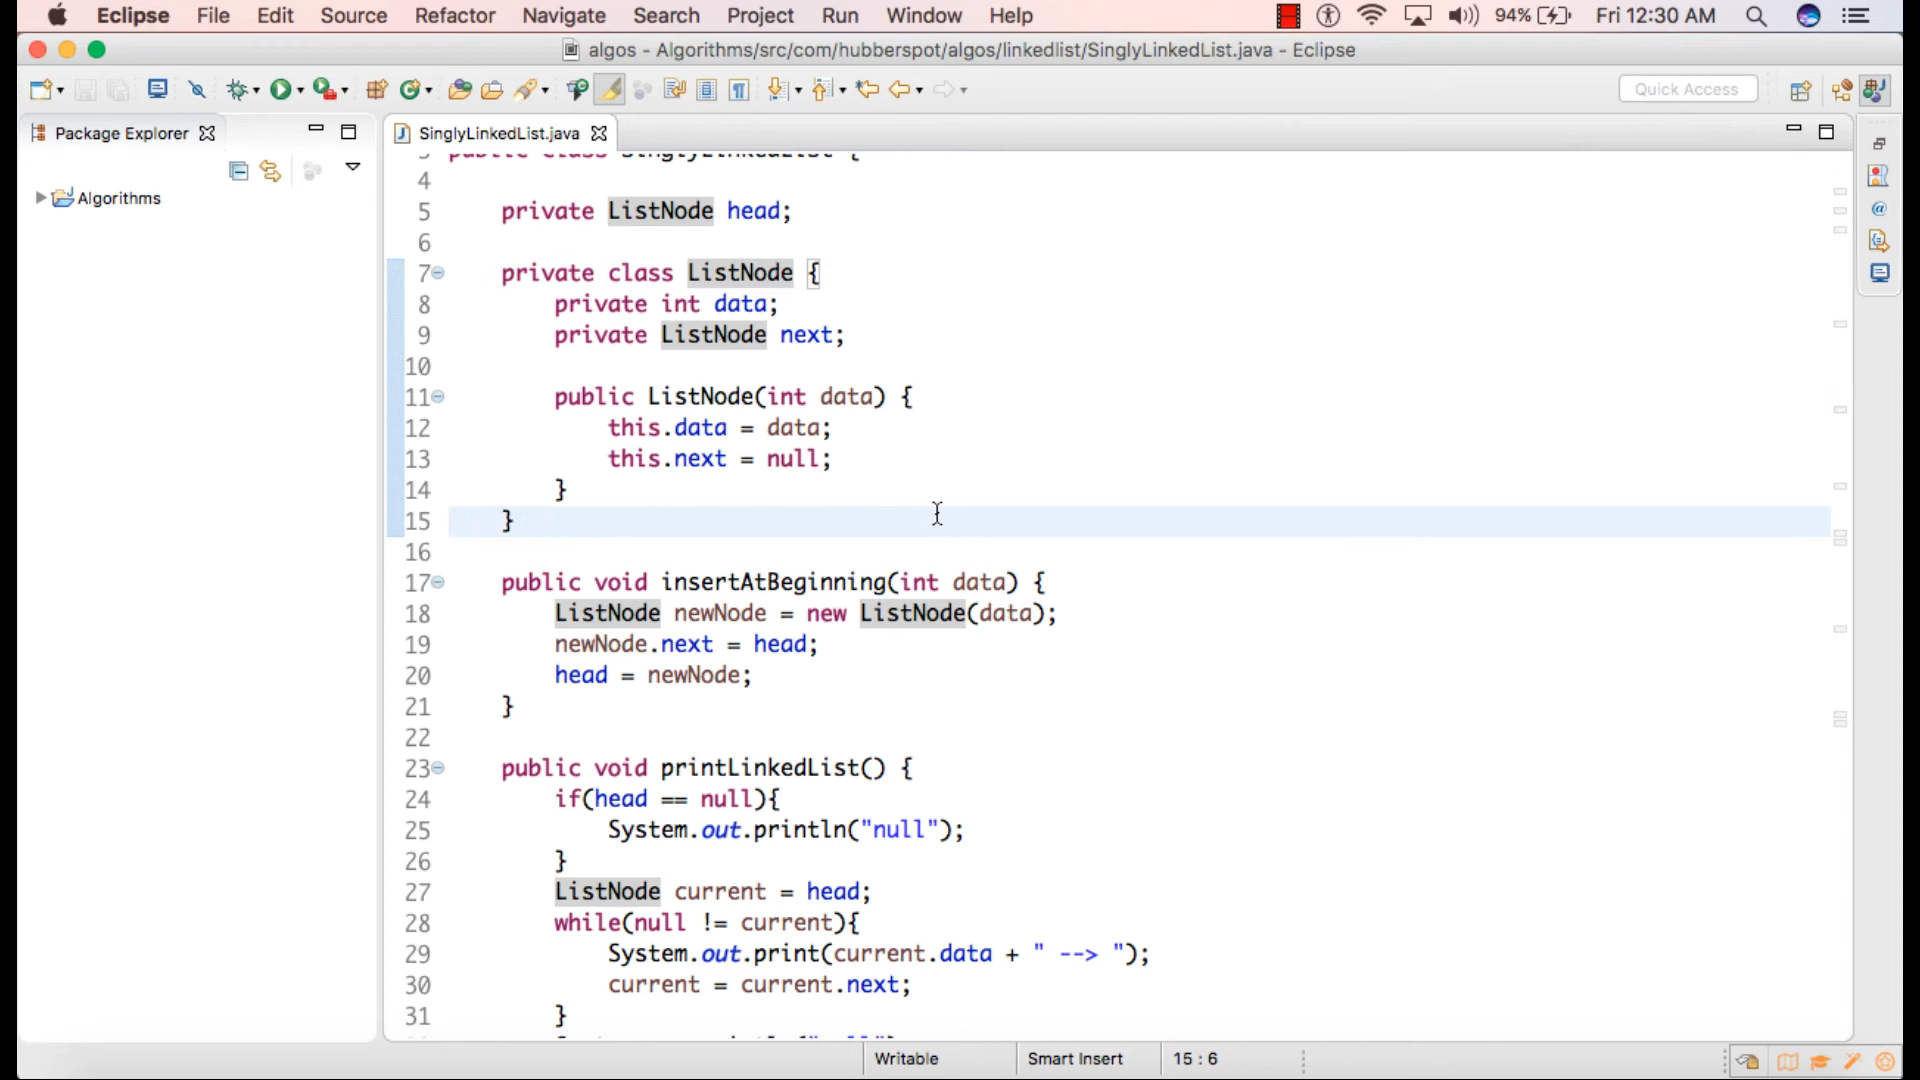 Eclipse File Edit Source Refactor Navigate Search Project Run Window Help 94% Fri 12:30 AM
algos - Algorithms/src/com/hubberspot/algos/linkedlist/SinglyLinkedList.java - Eclipse
Quick Access
Package Explorer
SinglyLinkedList.java
Algorithms
3 public class SinglyLinkedList {
4
5 private ListNode head;
6
7 private class ListNode {
8 private int data;
9 private ListNode next;
10
11 public ListNode(int data) {
12 this.data = data;
13 this.next = null;
14 }
15 }
16
17 public void insertAtBeginning(int data) {
18 ListNode newNode = new ListNode(data);
19 newNode.next = head;
20 head = newNode;
21 }
22
23 public void printLinkedList() {
24 if(head == null){
25 System.out.println("null");
26 }
27 ListNode current = head;
28 while(null != current){
29 System.out.print(current.data + " --> ");
30 current = current.next;
31 }
Writable Smart Insert 15 : 6